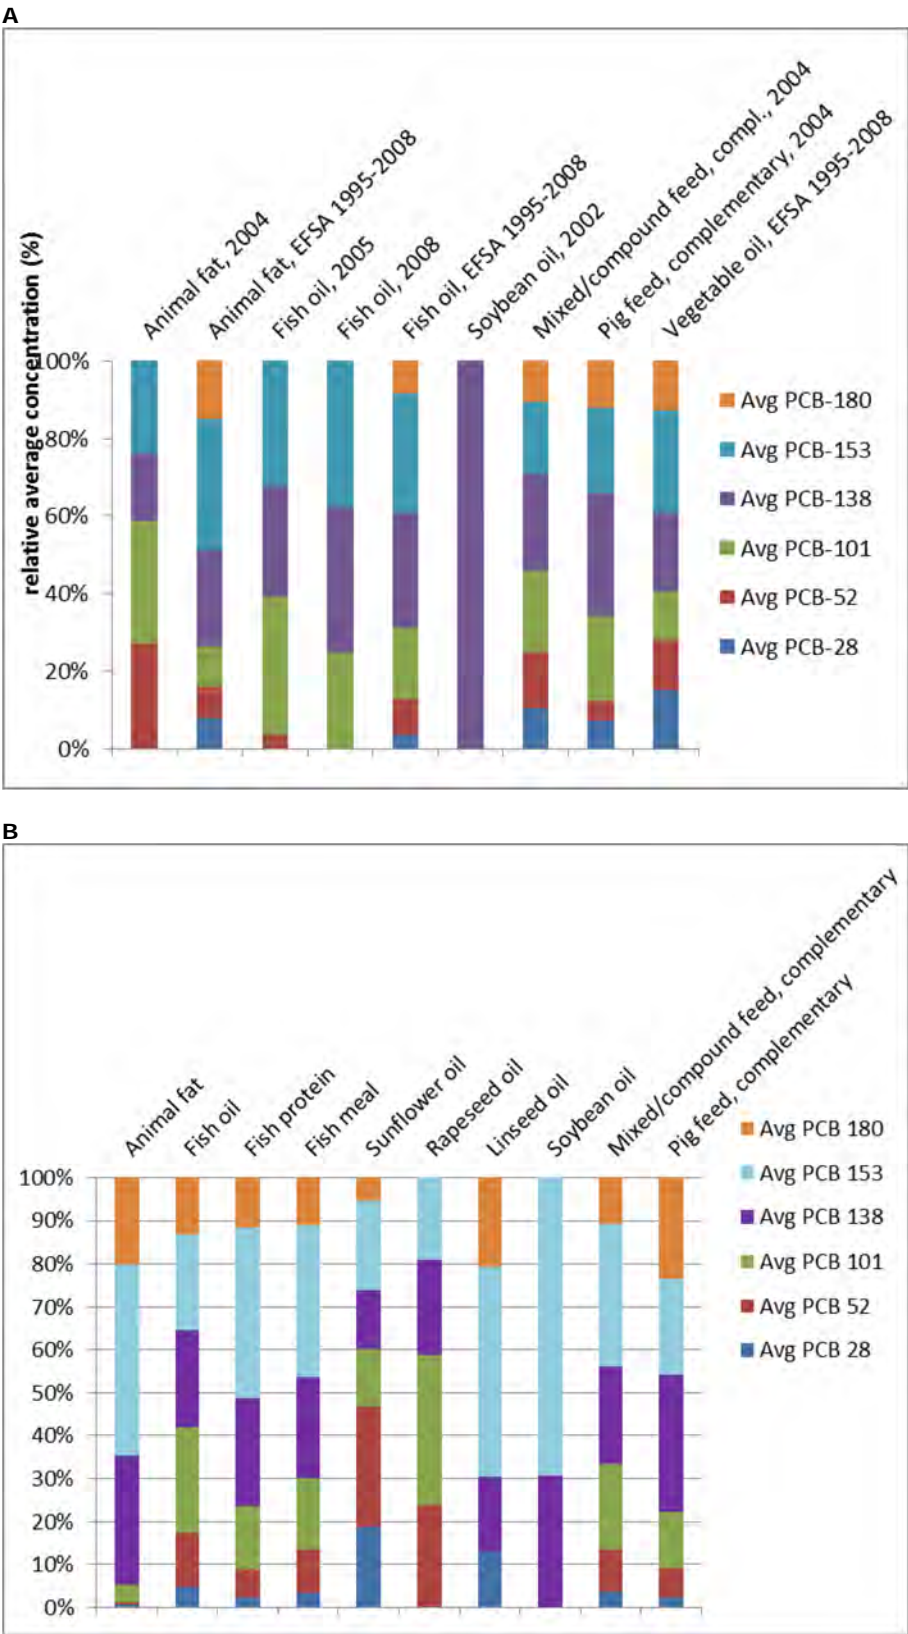 A
relative average concentration (%)
Animal fat, 2004
Animal fat, EFSA 1995-2008
Fish oil, 2005
Fish oil, 2008
Fish oil, EFSA 1995-2008
Soybean oil, 2002
Mixed/compound feed, compl., 2004
Pig feed, complementary, 2004
Vegetable oil, EFSA 1995-2008
100%
80%
60%
40%
20%
0%
Avg PCB-180
Avg PCB-153
Avg PCB-138
Avg PCB-101
Avg PCB-52
Avg PCB-28
B
Animal fat
Fish oil
Fish protein
Fish meal
Sunflower oil
Rapeseed oil
Linseed oil
Soybean oil
Mixed/compound feed, complementary
Pig feed, complementary
100%
90%
80%
70%
60%
50%
40%
30%
20%
10%
0%
Avg PCB 180
Avg PCB 153
Avg PCB 138
Avg PCB 101
Avg PCB 52
Avg PCB 28